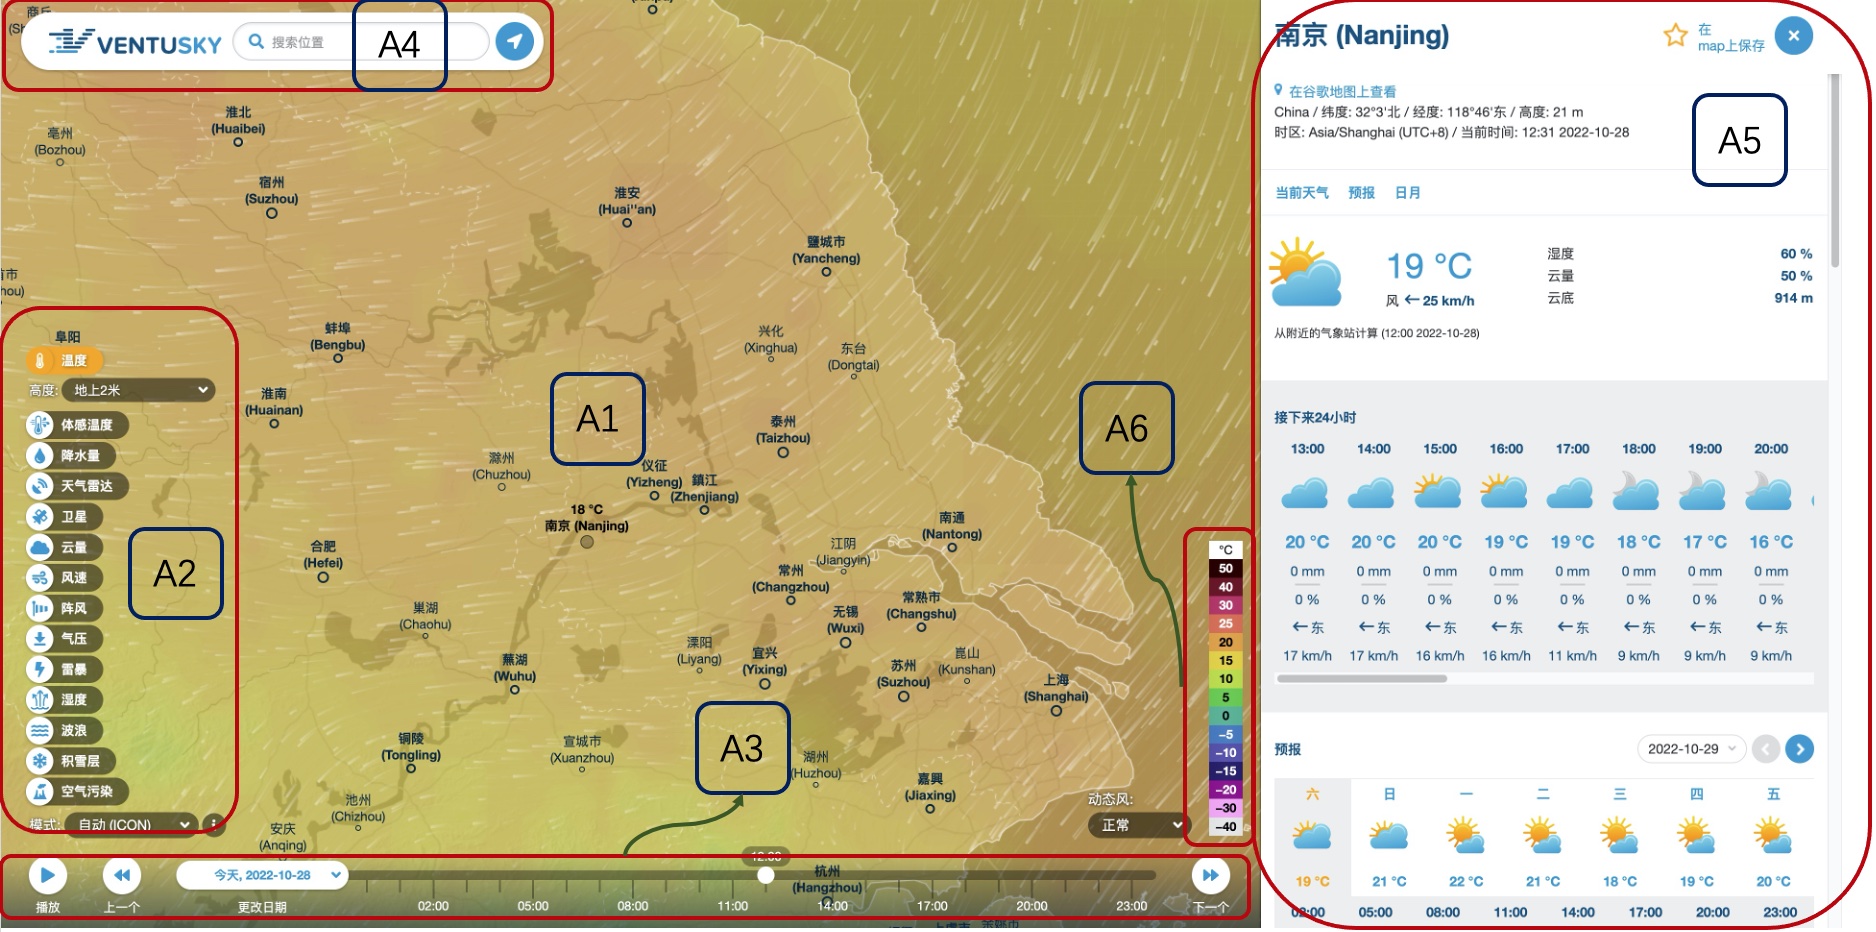 商丘
VENTUSKY
搜索位置
A4
淮北
(Huaibei)
亳州
(Bozhou)
宿州
(Suzhou)
淮安
(Huai''an)
鹽城市
(Yancheng)
蚌埠
(Bengbu)
兴化
(Xinghua)
东台
(Dongtai)
淮南
(Huainan)
A1
A6
泰州
(Taizhou)
滁州
(Chuzhou)
仪征
(Yizheng)
鎮江
(Zhenjiang)
18 °C
南京 (Nanjing)
南通
(Nantong)
合肥
(Hefei)
江阴
(Jiangyin)
常州
(Changzhou)
常熟市
(Changshu)
巢湖
(Chaohu)
无锡
(Wuxi)
溧阳
(Liyang)
宜兴
(Yixing)
芜湖
(Wuhu)
苏州
(Suzhou)
崑山
(Kunshan)
上海
(Shanghai)
A3
铜陵
(Tongling)
宣城市
(Xuanzhou)
湖州
(Huzhou)
嘉興
(Jiaxing)
池州
(Chizhou)
安庆
(Anqing)
杭州
(Hangzhou)
阜阳
温度
高度: 地上2米
体感温度
降水量
天气雷达
卫星
云量
风速
阵风
气压
雷暴
湿度
波浪
积雪层
空气污染
A2
模式: 自动 (ICON) i
动态风:
正常
°C
50
40
30
25
20
15
10
5
0
−5
−10
−15
−20
−30
−40
12:00
播放
上一个
今天, 2022-10-28
更改日期
02:00 05:00 08:00 11:00 14:00 17:00 20:00 23:00
下一个
南京 (Nanjing)
在
map上保存
A5
在谷歌地图上查看
China / 纬度: 32°3'北 / 经度: 118°46'东 / 高度: 21 m
时区: Asia/Shanghai (UTC+8) / 当前时间: 12:31 2022-10-28
当前天气 预报 日月
19 °C
风 ← 25 km/h
湿度 60 %
云量 50 %
云底 914 m
从附近的气象站计算 (12:00 2022-10-28)
接下来24小时
13:00 14:00 15:00 16:00 17:00 18:00 19:00 20:00
20 °C 20 °C 20 °C 19 °C 19 °C 18 °C 17 °C 16 °C
0 mm 0 mm 0 mm 0 mm 0 mm 0 mm 0 mm 0 mm
0 % 0 % 0 % 0 % 0 % 0 % 0 % 0 %
←东 ←东 ←东 ←东 ←东 ←东 ←东 ←东
17 km/h 17 km/h 16 km/h 16 km/h 11 km/h 9 km/h 9 km/h 9 km/h
预报
2022-10-29
六 日 一 二 三 四 五
19 °C 21 °C 22 °C 21 °C 18 °C 19 °C 20 °C
02:00 05:00 08:00 11:00 14:00 17:00 20:00 23:00